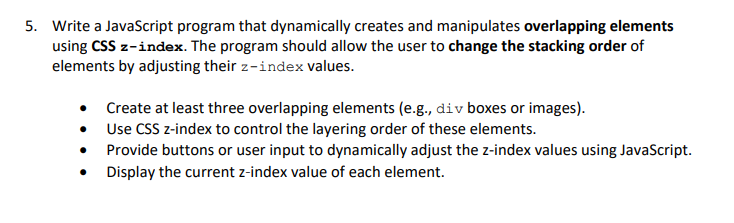 5. Write a JavaScript program that dynamically creates and manipulates overlapping elements
using CSS z-index. The program should allow the user to change the stacking order of
elements by adjusting their z-index values.
• Create at least three overlapping elements (e.g., div boxes or images).
• Use CSS z-index to control the layering order of these elements.
• Provide buttons or user input to dynamically adjust the z-index values using JavaScript.
• Display the current z-index value of each element.